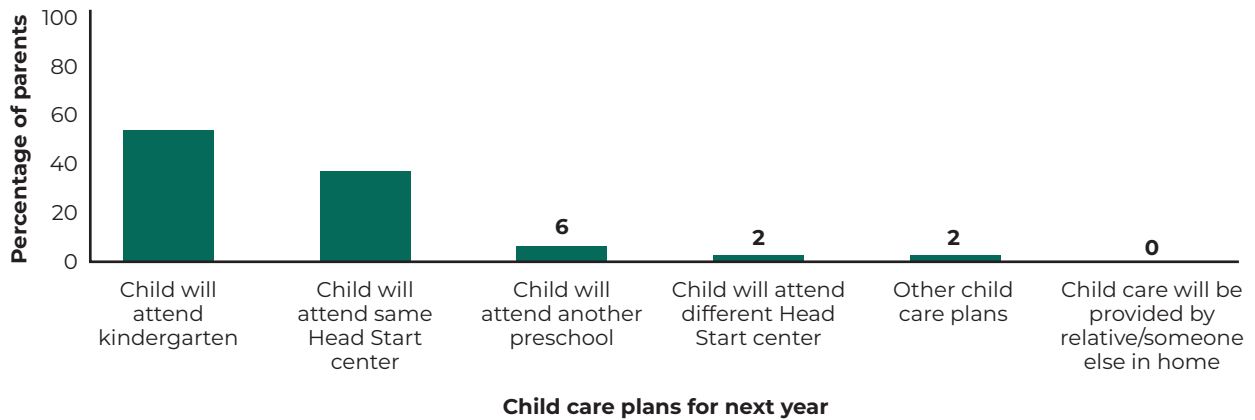 Percentage of parents
100
80
60
40
20
0
6
2
2
0
Child will
attend
kindergarten
Child will
attend same
Head Start
center
Child will
attend another
preschool
Child will attend
different Head
Start center
Other child
care plans
Child care will be
provided by
relative/someone
else in home
Child care plans for next year